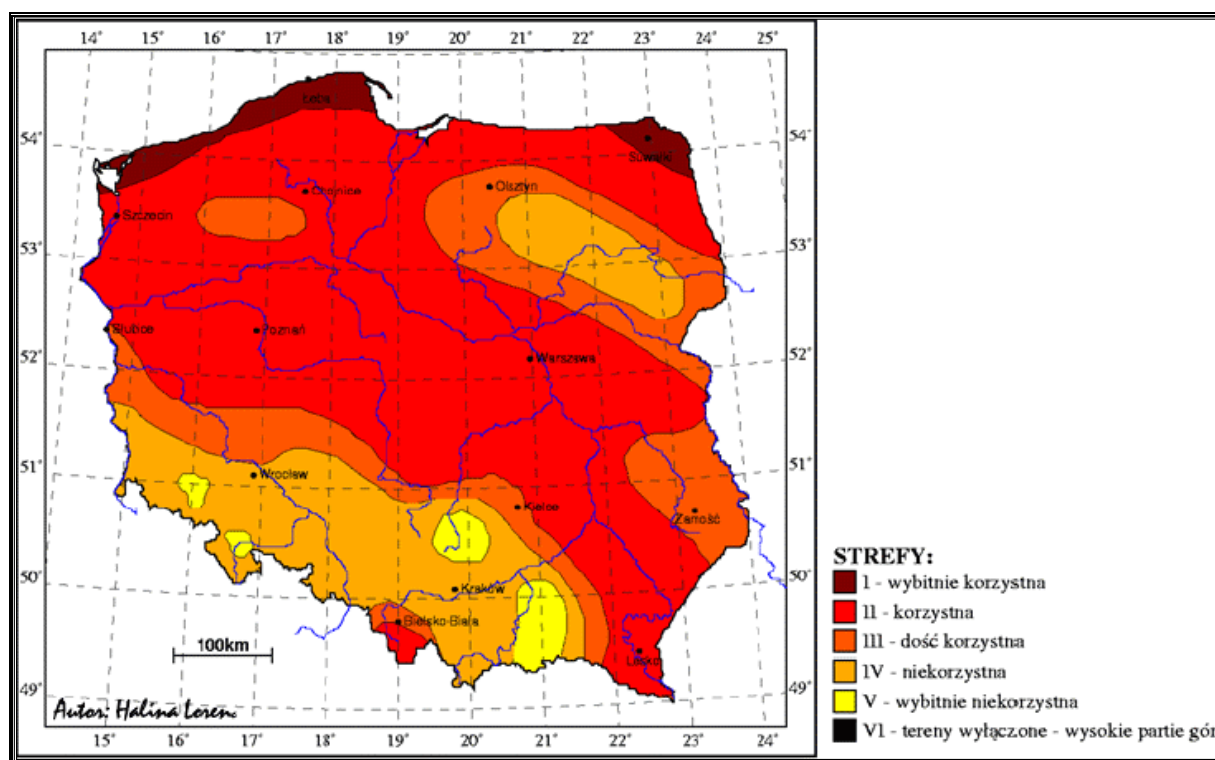 14° 15° 16° 17° 18° 19° 20° 21° 22° 23° 24° 25°
Łeba
54° 54°
Suwałki
Chojnice Olsztyn
Szczecin
53° 53°
Słubice Poznań
Warszawa
52° 52°
51° 51°
Wrocław
Kielce
Zamość
50° 50°
Kraków
Bielsko-Biała
100km
Lesko
49° 49°
Autor: Halina Lorenc
15° 16° 17° 18° 19° 20° 21° 22° 23° 24°
STREFY:
I - wybitnie korzystna
II - korzystna
III - dość korzystna
IV - niekorzystna
V - wybitnie niekorzystna
VI - tereny wyłączone - wysokie partie gór